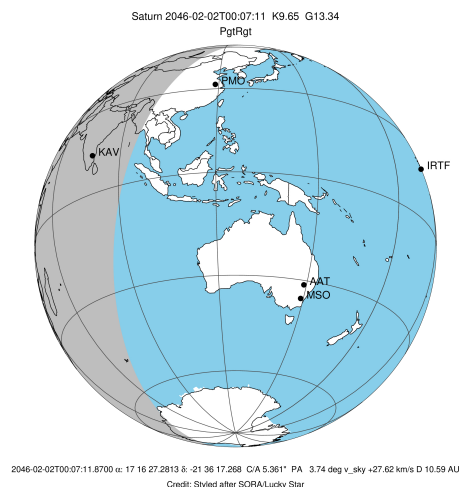 Saturn 2046-02-02T00:07:11 K9.65 G13.34
PgtRgt
PMO
KAV
IRTF
AAT
MSO
2046-02-02T00:07:11.8700 α: 17 16 27.2813 δ: -21 36 17.268 C/A 5.361" PA 3.74 deg v_sky +27.62 km/s D 10.59 AU
Credit: Styled after SORA/Lucky Star